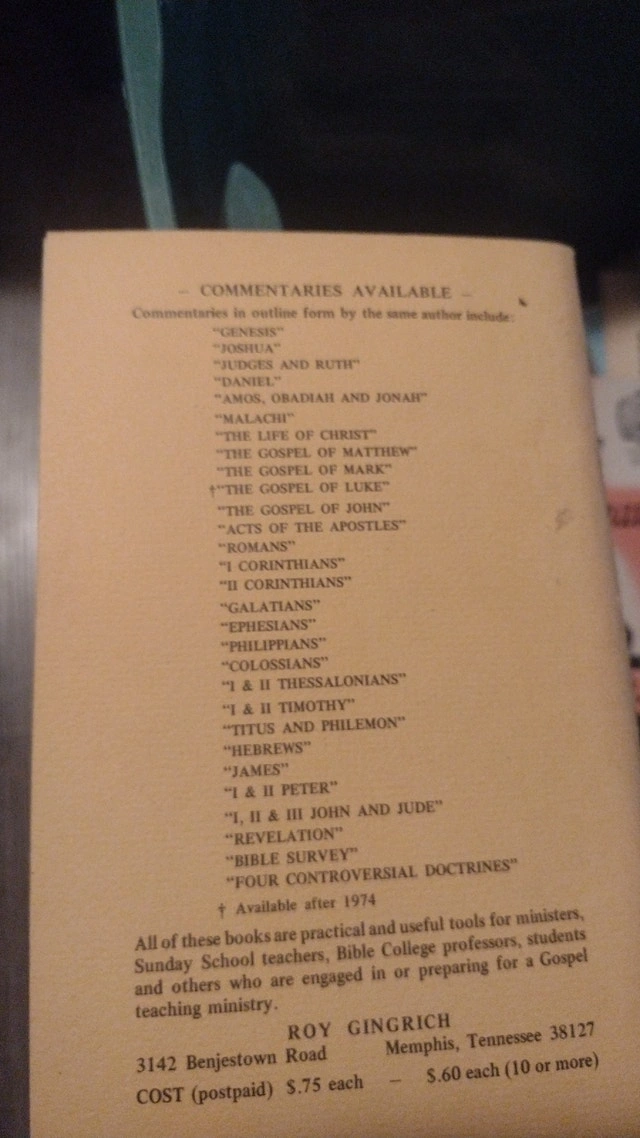 – COMMENTARIES AVAILABLE –
Commentaries in outline form by the same author include:
“GENESIS”
“JOSHUA”
“JUDGES AND RUTH”
“DANIEL”
“AMOS, OBADIAH AND JONAH”
“MALACHI”
“THE LIFE OF CHRIST”
“THE GOSPEL OF MATTHEW”
“THE GOSPEL OF MARK”
†“THE GOSPEL OF LUKE”
“THE GOSPEL OF JOHN”
“ACTS OF THE APOSTLES”
“ROMANS”
“I CORINTHIANS”
“II CORINTHIANS”
“GALATIANS”
“EPHESIANS”
“PHILIPPIANS”
“COLOSSIANS”
“I & II THESSALONIANS”
“I & II TIMOTHY”
“TITUS AND PHILEMON”
“HEBREWS”
“JAMES”
“I & II PETER”
“I, II & III JOHN AND JUDE”
“REVELATION”
“BIBLE SURVEY”
“FOUR CONTROVERSIAL DOCTRINES”
† Available after 1974
All of these books are practical and useful tools for ministers,
Sunday School teachers, Bible College professors, students
and others who are engaged in or preparing for a Gospel
teaching ministry.
ROY GINGRICH
3142 Benjestown Road Memphis, Tennessee 38127
COST (postpaid) $.75 each – $.60 each (10 or more)